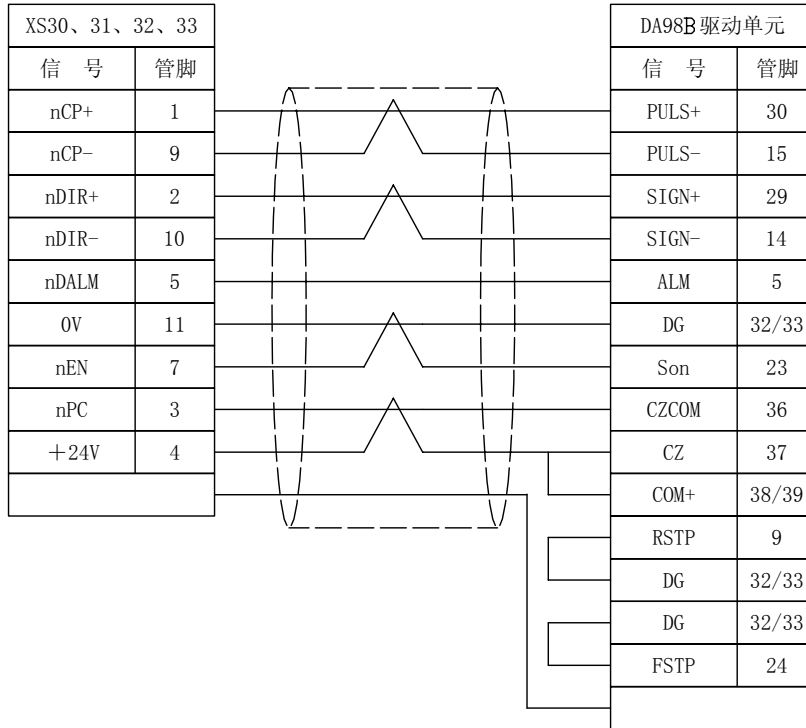 XS30、31、32、33
信 号 管脚
nCP+ 1
nCP- 9
nDIR+ 2
nDIR- 10
nDALM 5
0V 11
nEN 7
nPC 3
+24V 4
DA98B驱动单元
信 号 管脚
PULS+ 30
PULS- 15
SIGN+ 29
SIGN- 14
ALM 5
DG 32/33
Son 23
CZCOM 36
CZ 37
COM+ 38/39
RSTP 9
DG 32/33
DG 32/33
FSTP 24